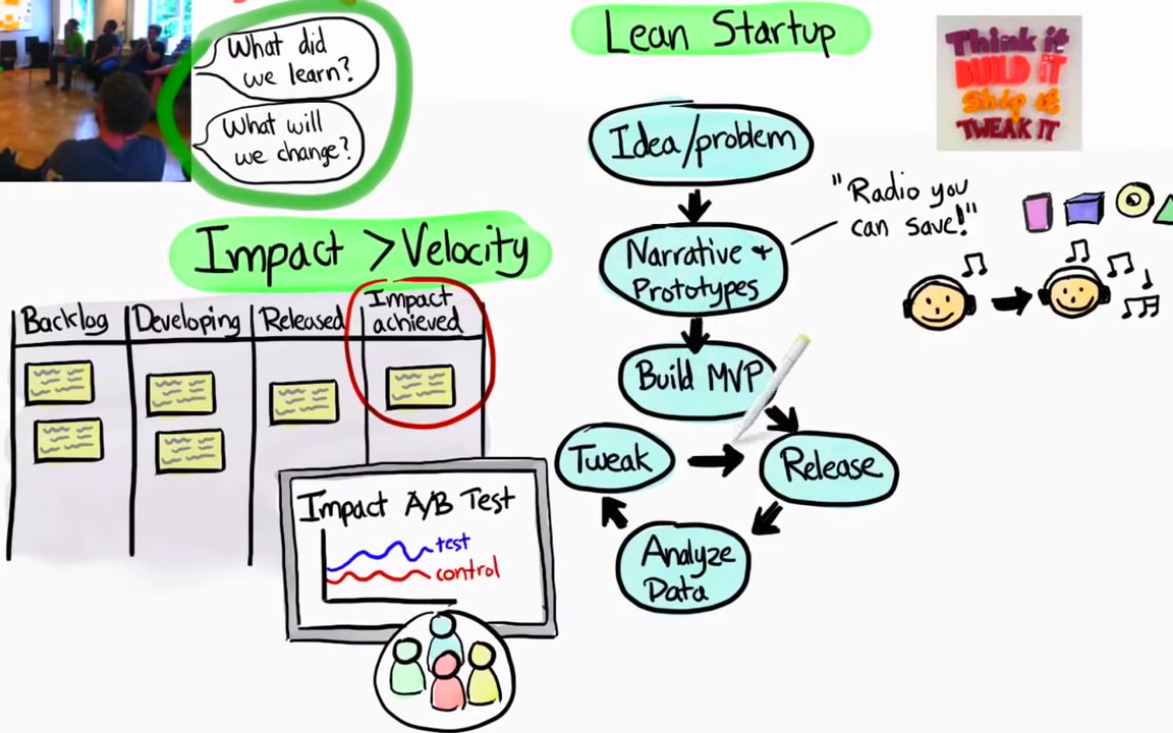 What did
we learn?
What will
we change?
Lean Startup
Think it
BUILD IT
Ship it
TWEAK IT
Idea/problem
"Radio you
can save!"
Narrative +
Prototypes
Build MVP
Tweak
Release
Analyze
Data
Impact > Velocity
Backlog
Developing
Released
Impact
achieved
Impact A/B Test
test
control